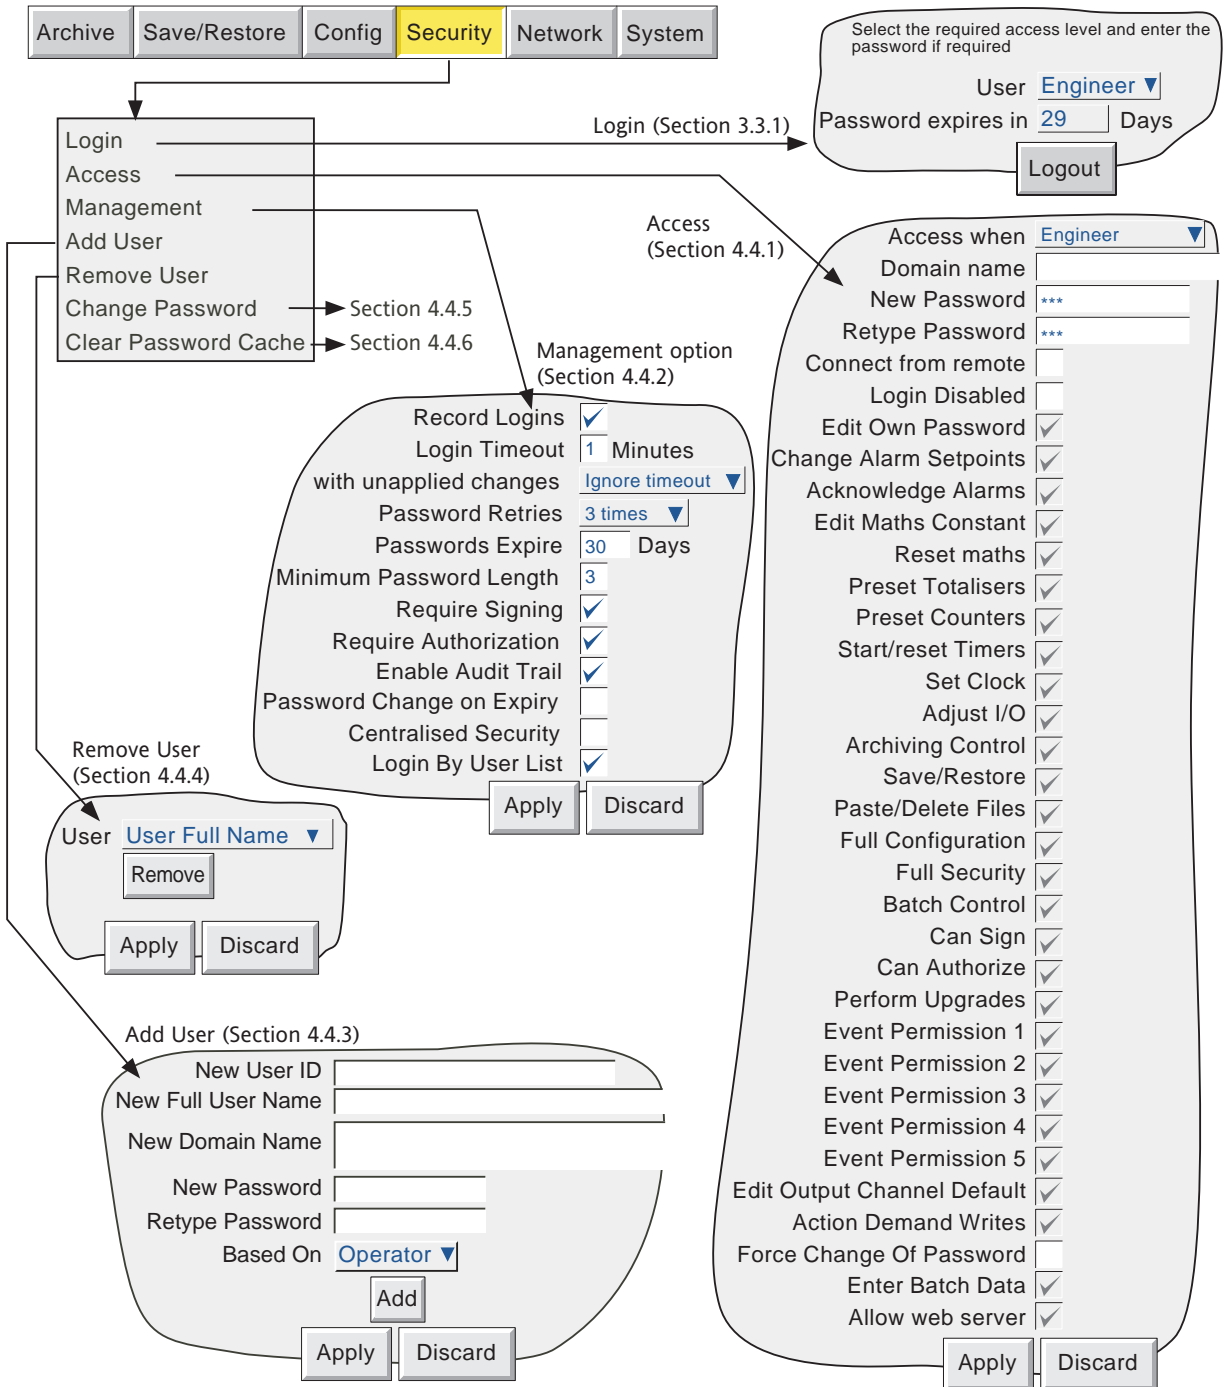 Archive Save/Restore Config Security Network System
Select the required access level and enter the
password if required
User Engineer
Password expires in 29 Days
Logout
Login
Access
Management
Add User
Remove User
Change Password
Clear Password Cache
Login (Section 3.3.1)
Section 4.4.5
Section 4.4.6
Access
(Section 4.4.1)
Access when Engineer
Domain name
New Password ***
Retype Password ***
Connect from remote
Login Disabled
Edit Own Password
Change Alarm Setpoints
Acknowledge Alarms
Edit Maths Constant
Reset maths
Preset Totalisers
Preset Counters
Start/reset Timers
Set Clock
Adjust I/O
Archiving Control
Save/Restore
Paste/Delete Files
Full Configuration
Full Security
Batch Control
Can Sign
Can Authorize
Perform Upgrades
Event Permission 1
Event Permission 2
Event Permission 3
Event Permission 4
Event Permission 5
Edit Output Channel Default
Action Demand Writes
Force Change Of Password
Enter Batch Data
Allow web server
Apply Discard
Management option
(Section 4.4.2)
Record Logins
Login Timeout 1 Minutes
with unapplied changes Ignore timeout
Password Retries 3 times
Passwords Expire 30 Days
Minimum Password Length 3
Require Signing
Require Authorization
Enable Audit Trail
Password Change on Expiry
Centralised Security
Login By User List
Apply Discard
Remove User
(Section 4.4.4)
User User Full Name
Remove
Apply Discard
Add User (Section 4.4.3)
New User ID
New Full User Name
New Domain Name
New Password
Retype Password
Based On Operator
Add
Apply Discard